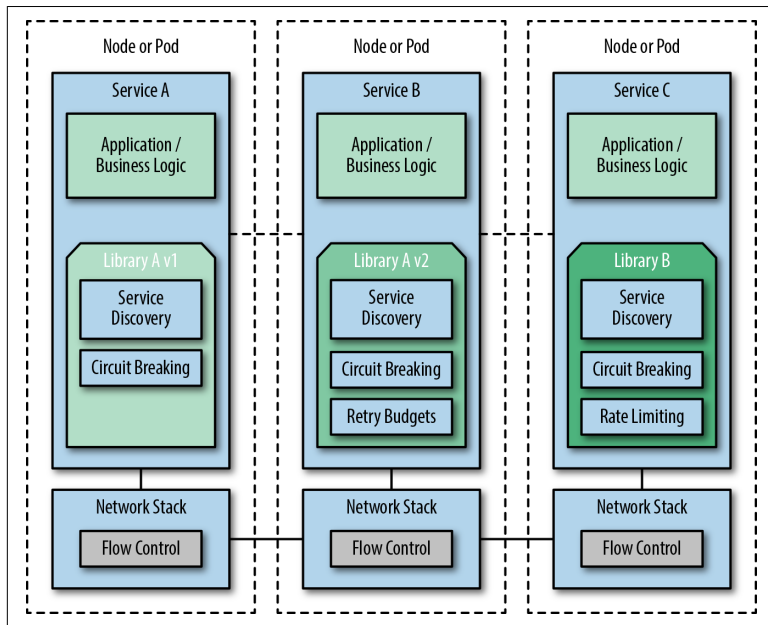 Node or Pod
Service A
Application /
Business Logic
Library A v1
Service
Discovery
Circuit Breaking
Network Stack
Flow Control
Node or Pod
Service B
Application /
Business Logic
Library A v2
Service
Discovery
Circuit Breaking
Retry Budgets
Network Stack
Flow Control
Node or Pod
Service C
Application /
Business Logic
Library B
Service
Discovery
Circuit Breaking
Rate Limiting
Network Stack
Flow Control